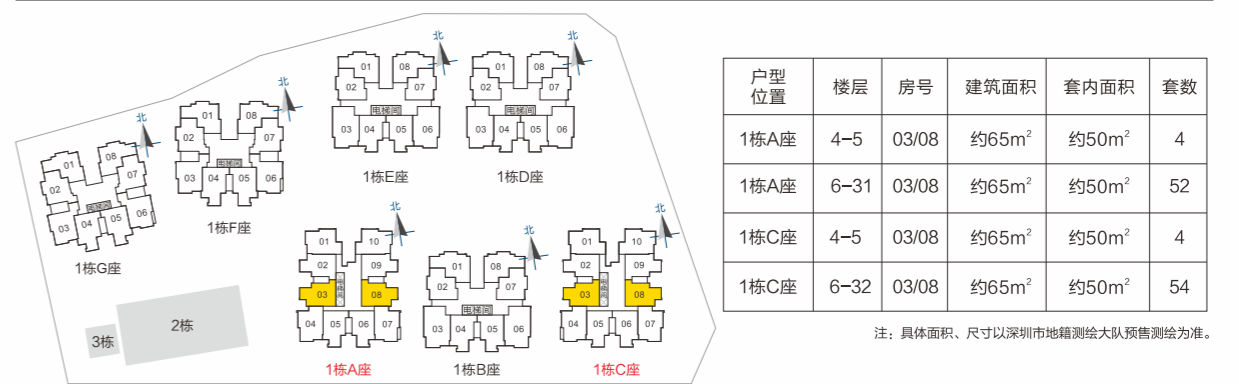 北
01
08
02
07
电梯间
03
04
05
06
1栋G座
北
01
08
02
07
电梯间
03
04
05
06
1栋F座
北
01
08
02
07
电梯间
03
04
05
06
1栋E座
北
01
08
02
07
电梯间
03
04
05
06
1栋D座
北
01
10
02
09
电梯间
03
08
04
05
06
07
1栋A座
北
01
08
02
07
电梯间
03
04
05
06
1栋B座
北
01
10
02
09
电梯间
03
08
04
05
06
07
1栋C座
2栋
3栋
户型位置 楼层 房号 建筑面积 套内面积 套数
1栋A座 4-5 03/08 约65m² 约50m² 4
1栋A座 6-31 03/08 约65m² 约50m² 52
1栋C座 4-5 03/08 约65m² 约50m² 4
1栋C座 6-32 03/08 约65m² 约50m² 54
注：具体面积、尺寸以深圳市地籍测绘大队预售测绘为准。